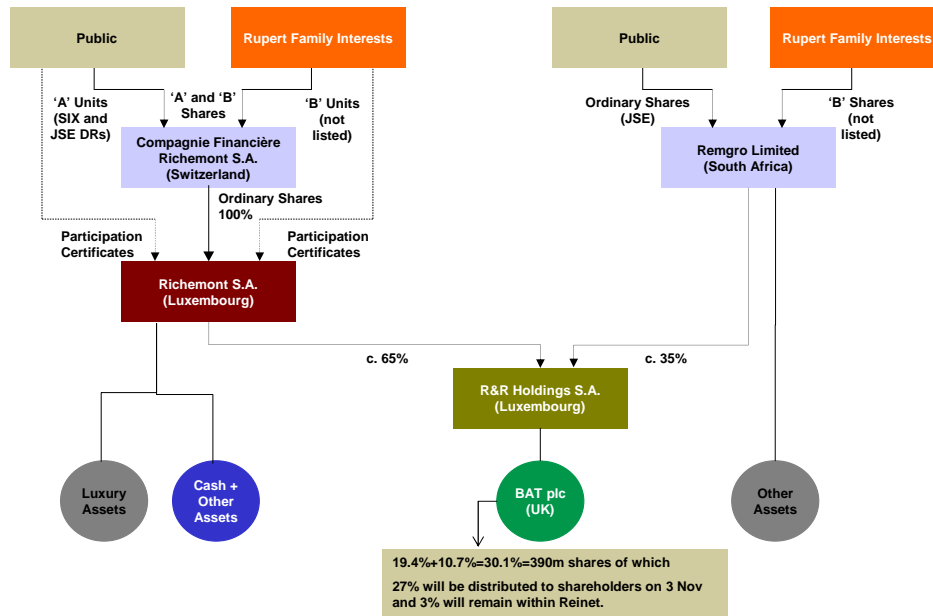 Public
Rupert Family Interests
Public
Rupert Family Interests
‘A’ Units
(SIX and
JSE DRs)
‘A’ and ‘B’
Shares
‘B’ Units
(not
listed)
Ordinary Shares
(JSE)
‘B’ Shares
(not
listed)
Compagnie Financière
Richemont S.A.
(Switzerland)
Remgro Limited
(South Africa)
Ordinary Shares
100%
Participation
Certificates
Participation
Certificates
Richemont S.A.
(Luxembourg)
c. 65%
c. 35%
R&R Holdings S.A.
(Luxembourg)
Luxury
Assets
Cash +
Other
Assets
BAT plc
(UK)
Other
Assets
19.4%+10.7%=30.1%=390m shares of which
27% will be distributed to shareholders on 3 Nov
and 3% will remain within Reinet.